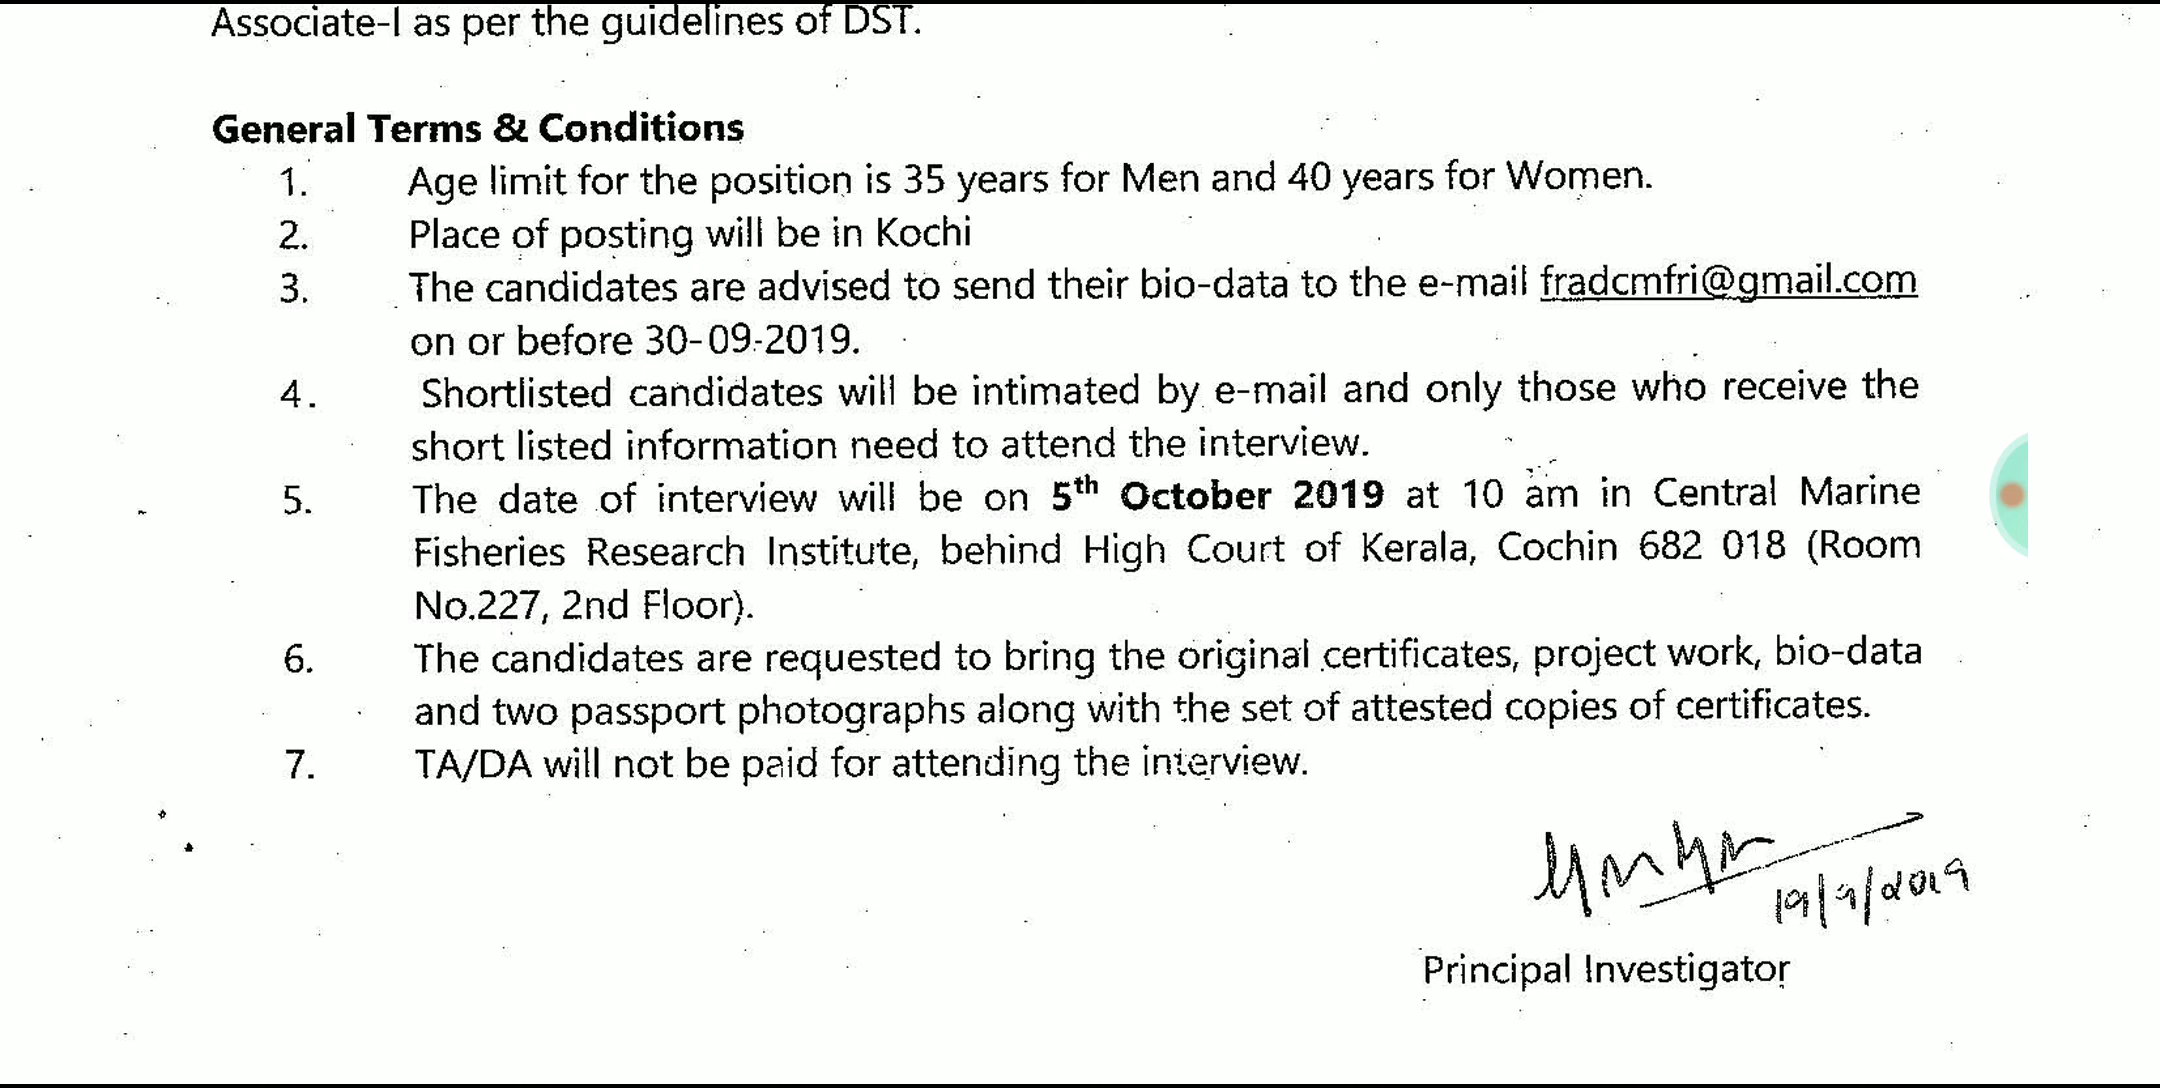 Associate-I as per the guidelines of DST.
General Terms & Conditions
1. Age limit for the position is 35 years for Men and 40 years for Women.
2. Place of posting will be in Kochi
3. The candidates are advised to send their bio-data to the e-mail fradcmfri@gmail.com
on or before 30-09-2019.
4. Shortlisted candidates will be intimated by e-mail and only those who receive the
short listed information need to attend the interview.
5. The date of interview will be on 5th October 2019 at 10 am in Central Marine
Fisheries Research Institute, behind High Court of Kerala, Cochin 682 018 (Room
No.227, 2nd Floor).
6. The candidates are requested to bring the original certificates, project work, bio-data
and two passport photographs along with the set of attested copies of certificates.
7. TA/DA will not be paid for attending the interview.
19/9/2019
Principal Investigator